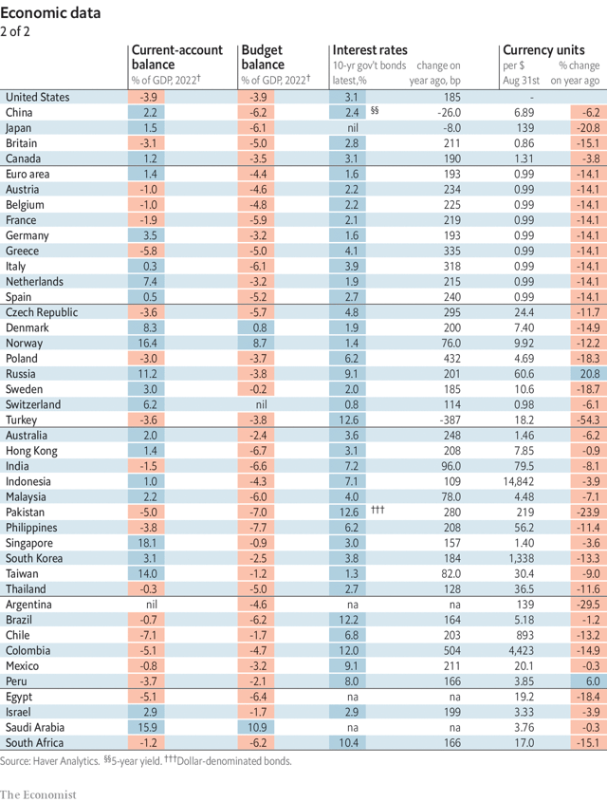 Economic data
2 of 2
Current-account Budget Interest rates Currency units
balance balance 10-yr gov't bonds change on per $ % change
% of GDP, 2022† % of GDP, 2022† latest,% year ago, bp Aug 31st on year ago
United States -3.9 -3.9 3.1 185 -
China 2.2 -6.2 2.4 §§ -26.0 6.89 -6.2
Japan 1.5 -6.1 nil -8.0 139 -20.8
Britain -3.1 -5.0 2.8 211 0.86 -15.1
Canada 1.2 -3.5 3.1 190 1.31 -3.8
Euro area 1.4 -4.4 1.6 193 0.99 -14.1
Austria -1.0 -4.6 2.2 234 0.99 -14.1
Belgium -1.0 -4.8 2.2 225 0.99 -14.1
France -1.9 -5.9 2.1 219 0.99 -14.1
Germany 3.5 -3.2 1.6 193 0.99 -14.1
Greece -5.8 -5.0 4.1 335 0.99 -14.1
Italy 0.3 -6.1 3.9 318 0.99 -14.1
Netherlands 7.4 -3.2 1.9 215 0.99 -14.1
Spain 0.5 -5.2 2.7 240 0.99 -14.1
Czech Republic -3.6 -5.7 4.8 295 24.4 -11.7
Denmark 8.3 0.8 1.9 200 7.40 -14.9
Norway 16.4 8.7 1.4 76.0 9.92 -12.2
Poland -3.0 -3.7 6.2 432 4.69 -18.3
Russia 11.2 -3.8 9.1 201 60.6 20.8
Sweden 3.0 -0.2 2.0 185 10.6 -18.7
Switzerland 6.2 nil 0.8 114 0.98 -6.1
Turkey -3.6 -3.8 12.6 -387 18.2 -54.3
Australia 2.0 -2.4 3.6 248 1.46 -6.2
Hong Kong 1.4 -6.7 3.1 208 7.85 -0.9
India -1.5 -6.6 7.2 96.0 79.5 -8.1
Indonesia 1.0 -4.3 7.1 109 14,842 -3.9
Malaysia 2.2 -6.0 4.0 78.0 4.48 -7.1
Pakistan -5.0 -7.0 12.6 ††† 280 219 -23.9
Philippines -3.8 -7.7 6.2 208 56.2 -11.4
Singapore 18.1 -0.9 3.0 157 1.40 -3.6
South Korea 3.1 -2.5 3.8 184 1,338 -13.3
Taiwan 14.0 -1.2 1.3 82.0 30.4 -9.0
Thailand -0.3 -5.0 2.7 128 36.5 -11.6
Argentina nil -4.6 na na 139 -29.5
Brazil -0.7 -6.2 12.2 164 5.18 -1.2
Chile -7.1 -1.7 6.8 203 893 -13.2
Colombia -5.1 -4.7 12.0 504 4,423 -14.9
Mexico -0.8 -3.2 9.1 211 20.1 -0.3
Peru -3.7 -2.1 8.0 166 3.85 6.0
Egypt -5.1 -6.4 na na 19.2 -18.4
Israel 2.9 -1.7 2.9 199 3.33 -3.9
Saudi Arabia 15.9 10.9 na na 3.76 -0.3
South Africa -1.2 -6.2 10.4 166 17.0 -15.1
Source: Haver Analytics. §§5-year yield. †††Dollar-denominated bonds.
The Economist